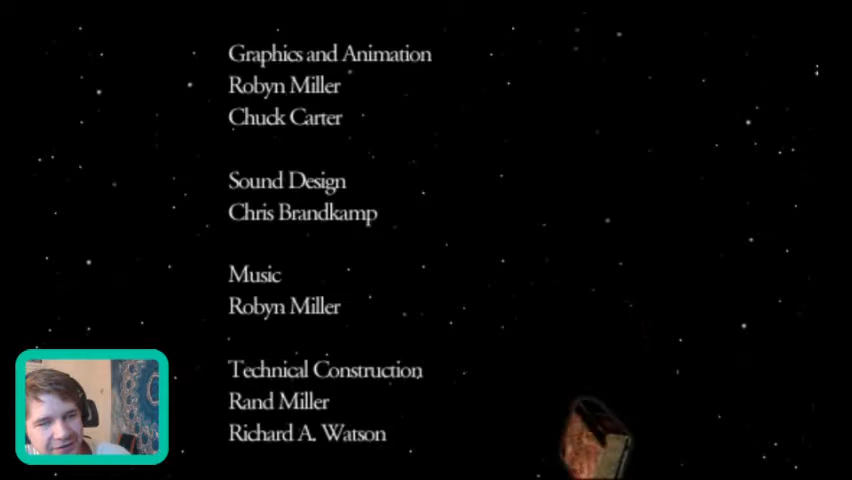 Graphics and Animation
Robyn Miller
Chuck Carter
Sound Design
Chris Brandkamp
Music
Robyn Miller
Technical Construction
Rand Miller
Richard A. Watson